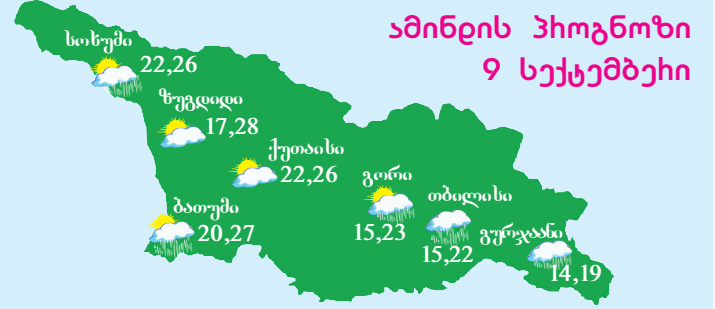 ამინდის პროგნოზი
9 სექტემბერი
სოხუმი
22,26
ზუგდიდი
17,28
ქუთაისი
22,26
გორი
15,23
თბილისი
15,22
გურჯაანი
14,19
ბათუმი
20,27